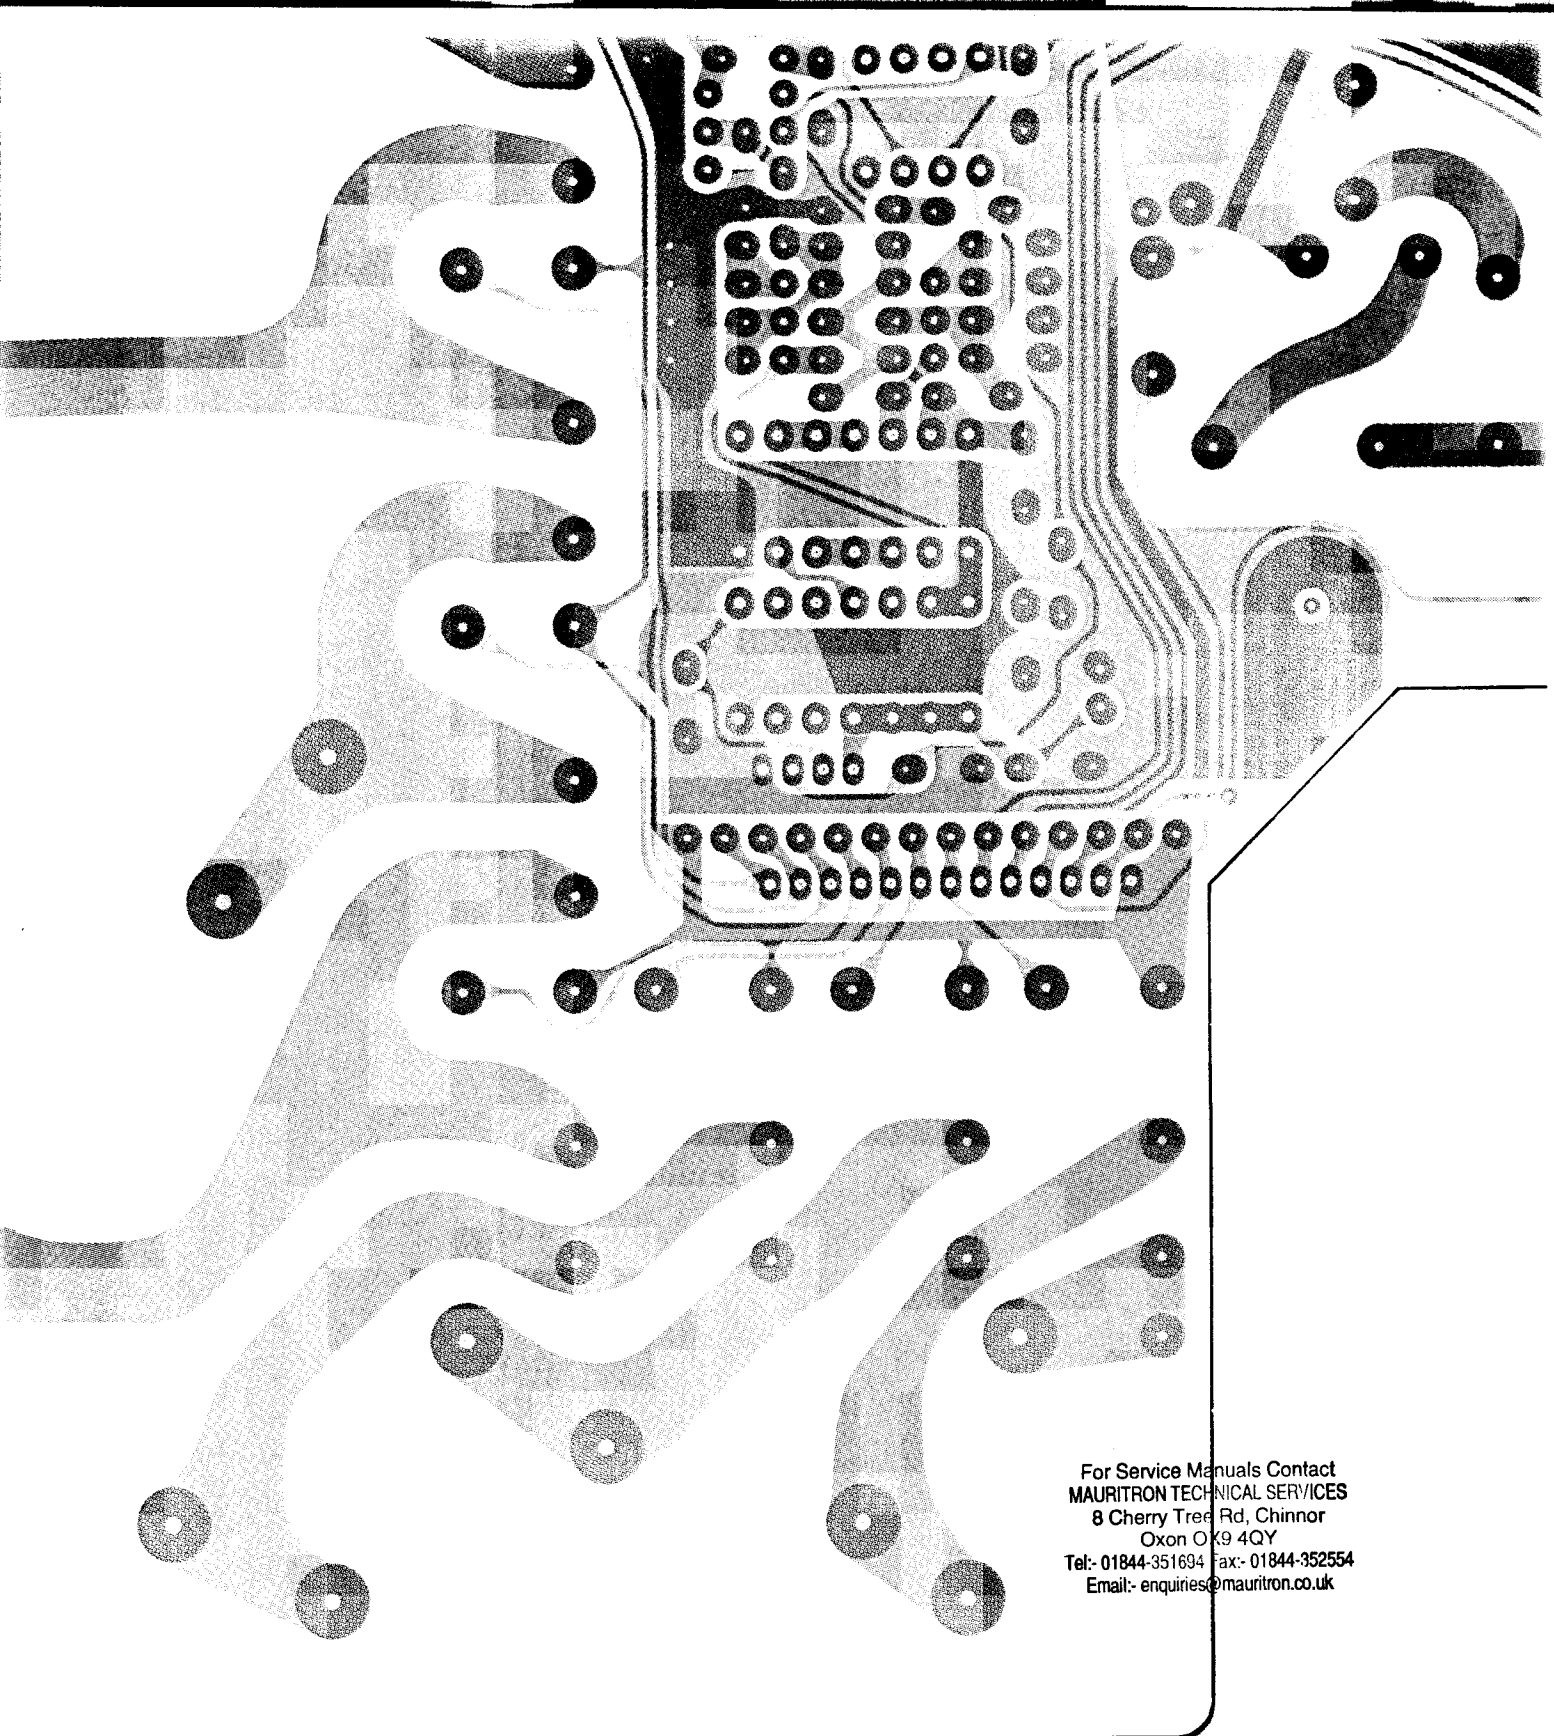 For Service Manuals Contact
MAURITRON TECHNICAL SERVICES
8 Cherry Tree Rd, Chinnor
Oxon OX9 4QY
Tel:- 01844-351694 Fax:- 01844-352554
Email:- enquiries@mauritron.co.uk